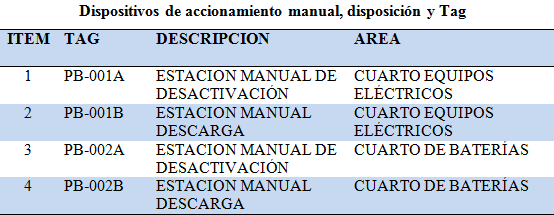 Dispositivos de accionamiento manual, disposición y Tag
ITEM TAG DESCRIPCION AREA
1 PB-001A ESTACION MANUAL DE CUARTO EQUIPOS
DESACTIVACIÓN ELÉCTRICOS
2 PB-001B ESTACION MANUAL CUARTO EQUIPOS
DESCARGA ELÉCTRICOS
3 PB-002A ESTACION MANUAL DE CUARTO DE BATERÍAS
DESACTIVACIÓN
4 PB-002B ESTACION MANUAL CUARTO DE BATERÍAS
DESCARGA